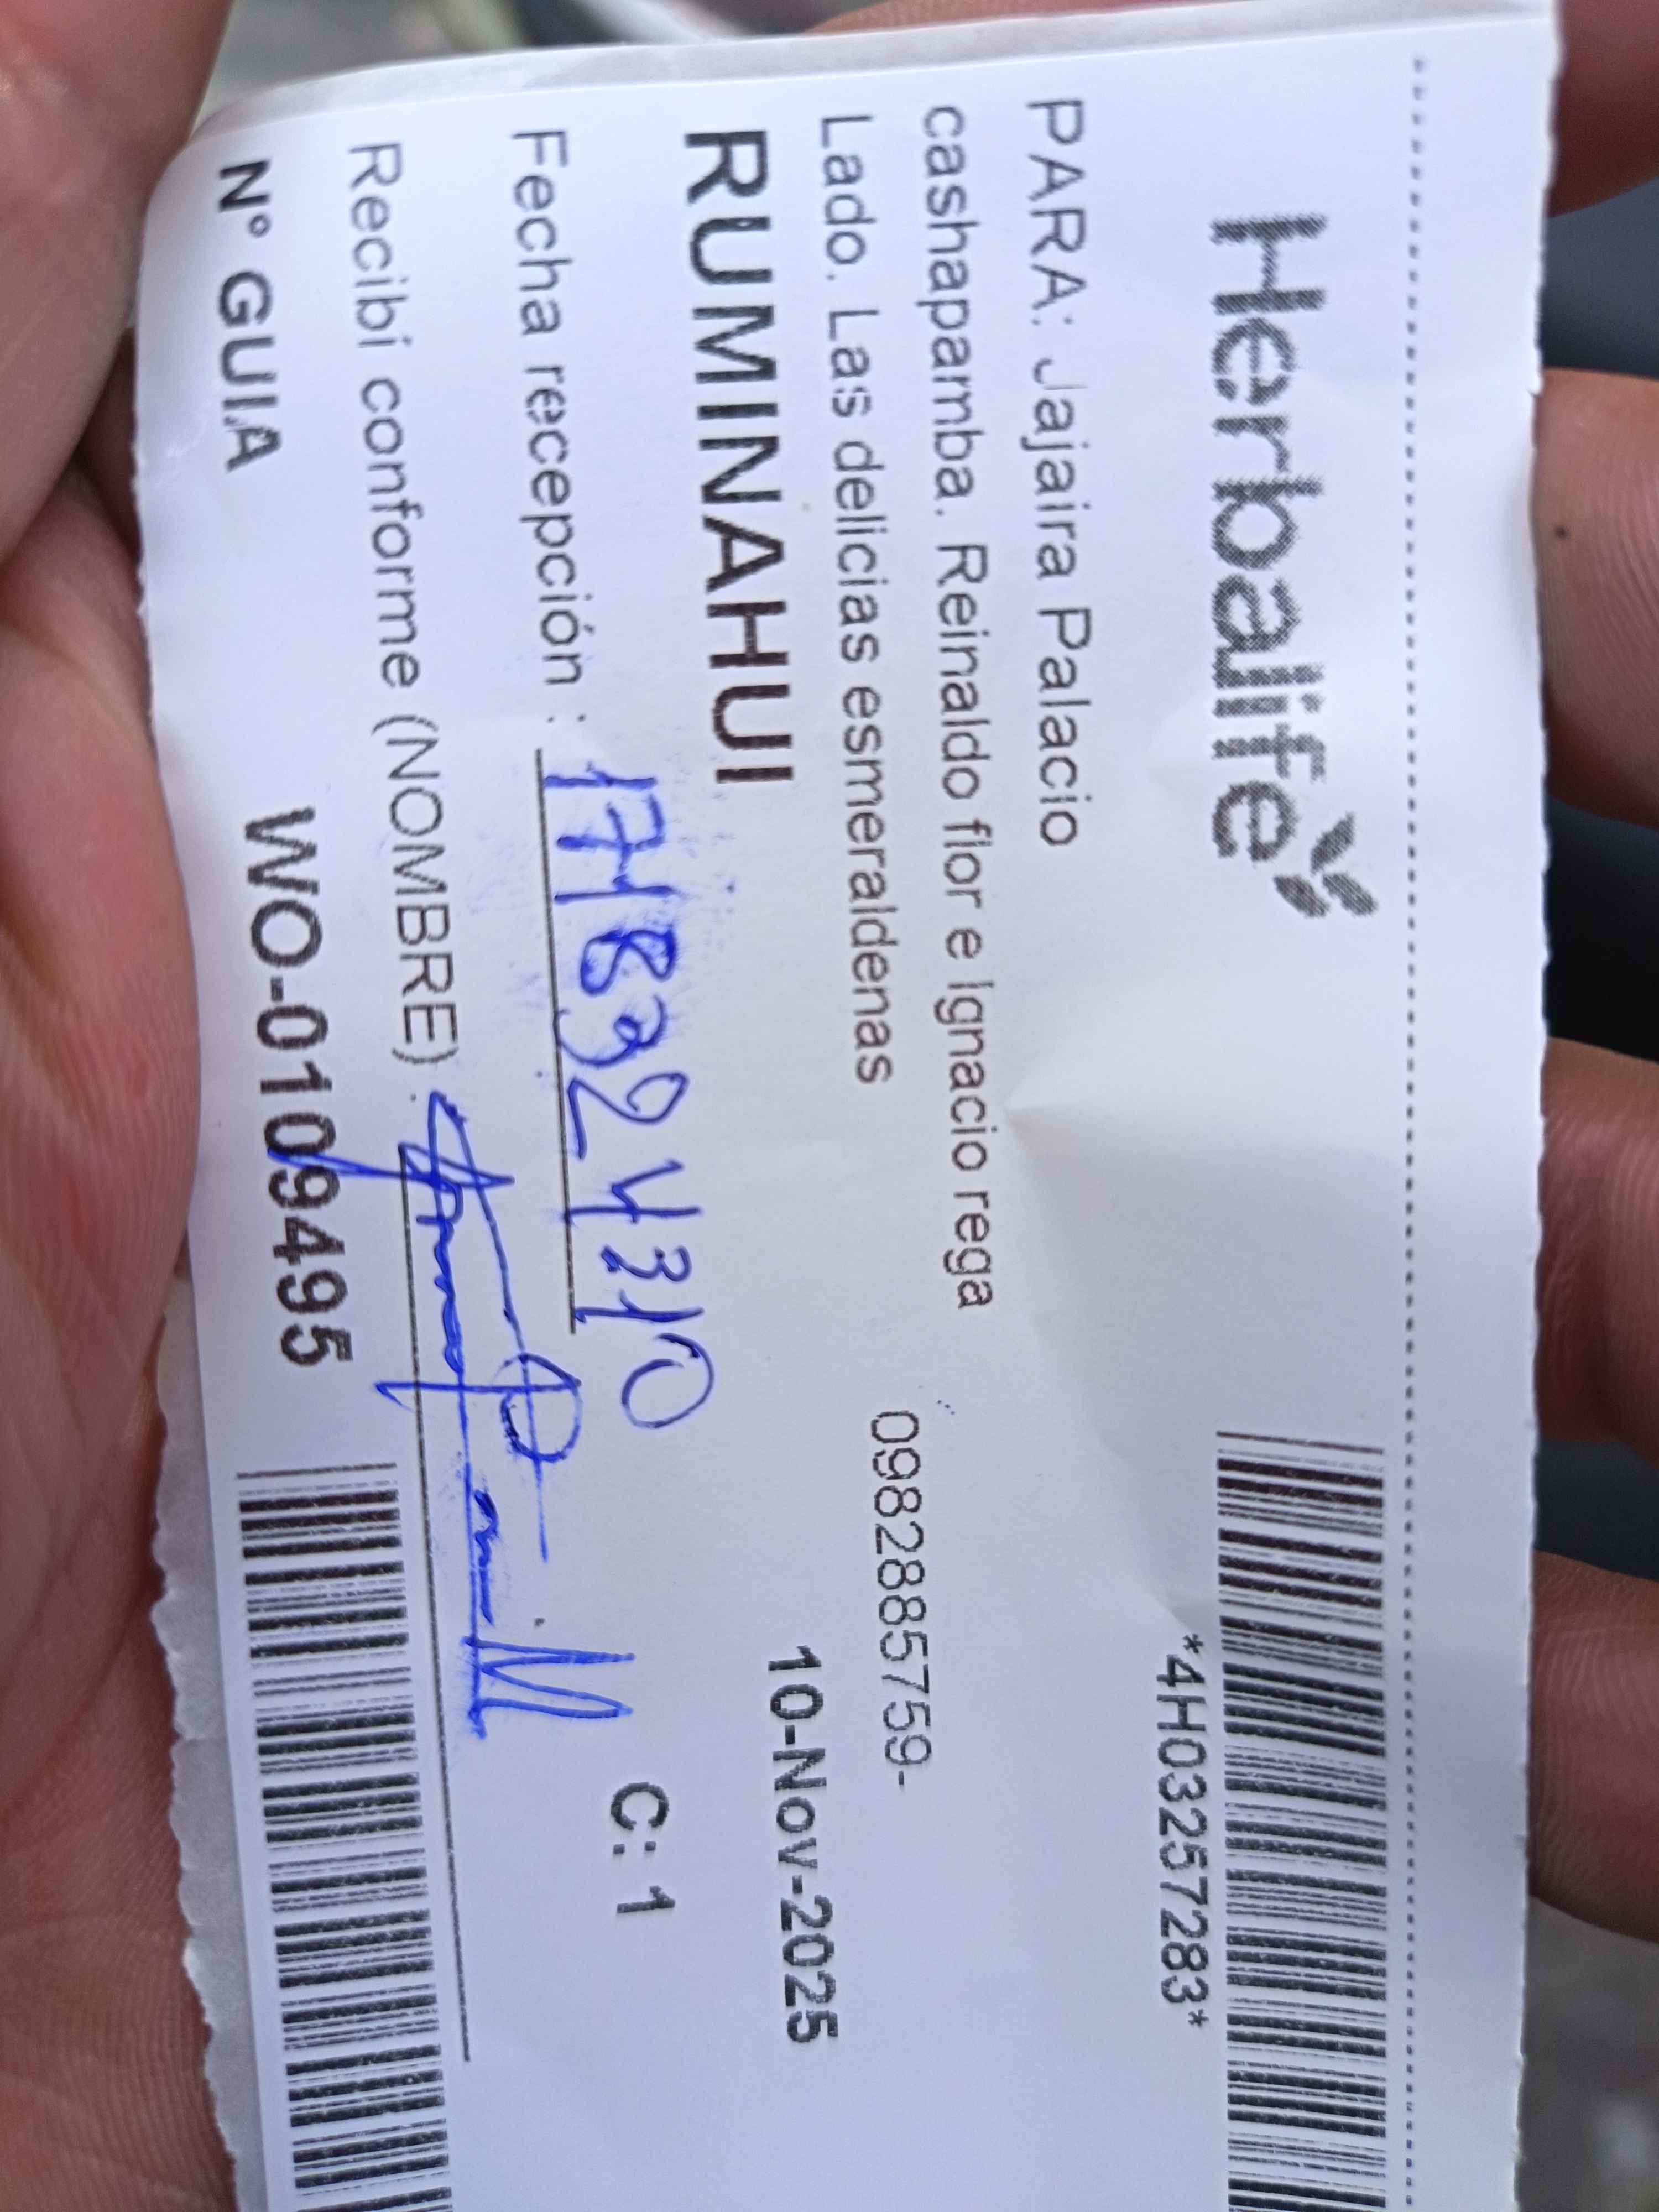 Herbalife
*4H03257283*
PARA: Jajaira Palacio
cashapamba. Reinaldo flor e Ignacio rega
Lado. Las delicias esmeraldenas
0982885759-
RUMINAHUI
10-Nov-2025
Fecha recepción : 1718324310
C: 1
Recibi conforme (NOMBRE) :
N° GUIA WO-0109495